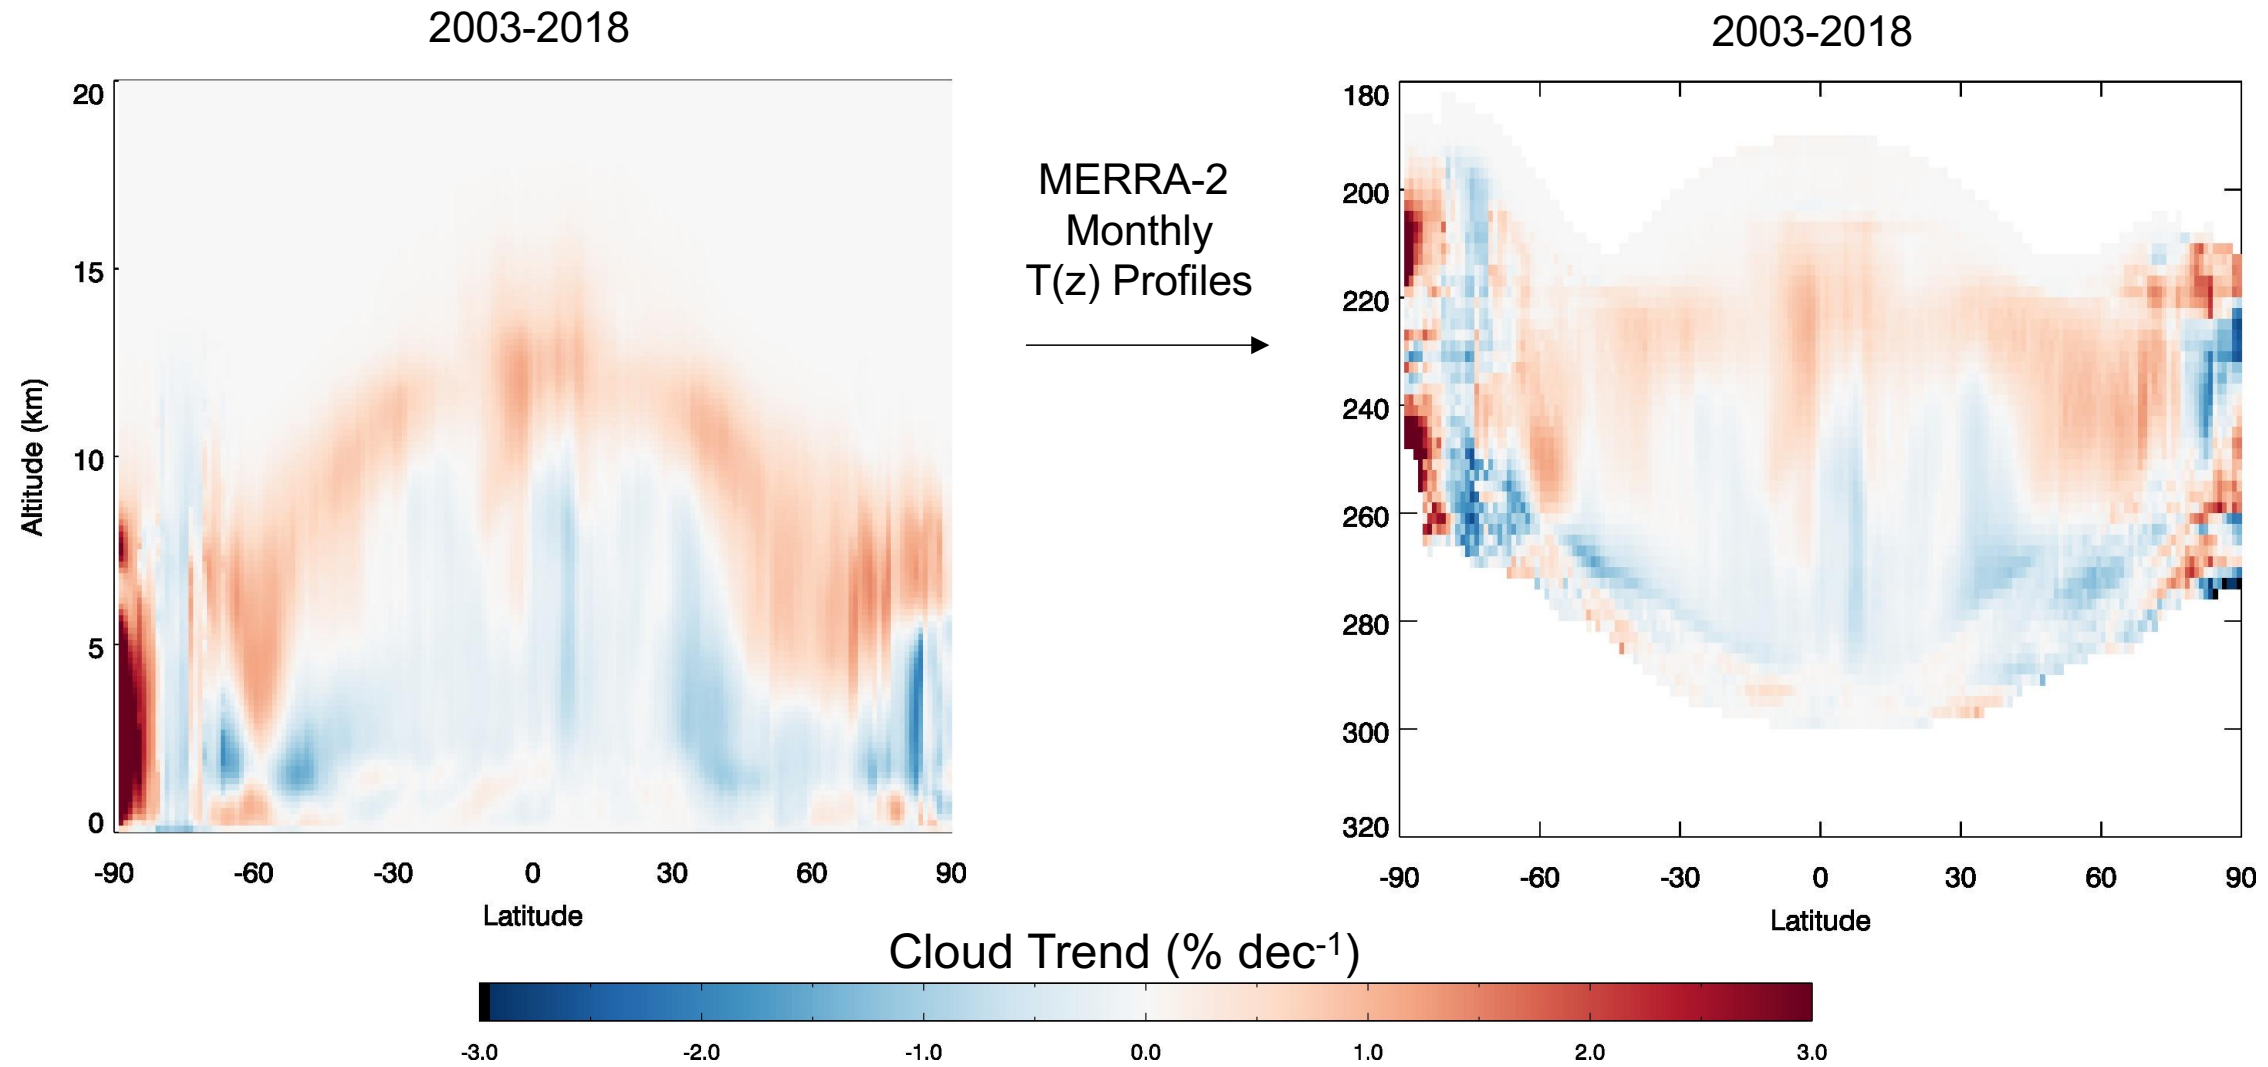 2003-2018
2003-2018
20
15
10
5
0
Altitude (km)
-90 -60 -30 0 30 60 90
Latitude
MERRA-2
Monthly
T(z) Profiles
180
200
220
240
260
280
300
320
-90 -60 -30 0 30 60 90
Latitude
Cloud Trend (% dec-1)
-3.0 -2.0 -1.0 0.0 1.0 2.0 3.0